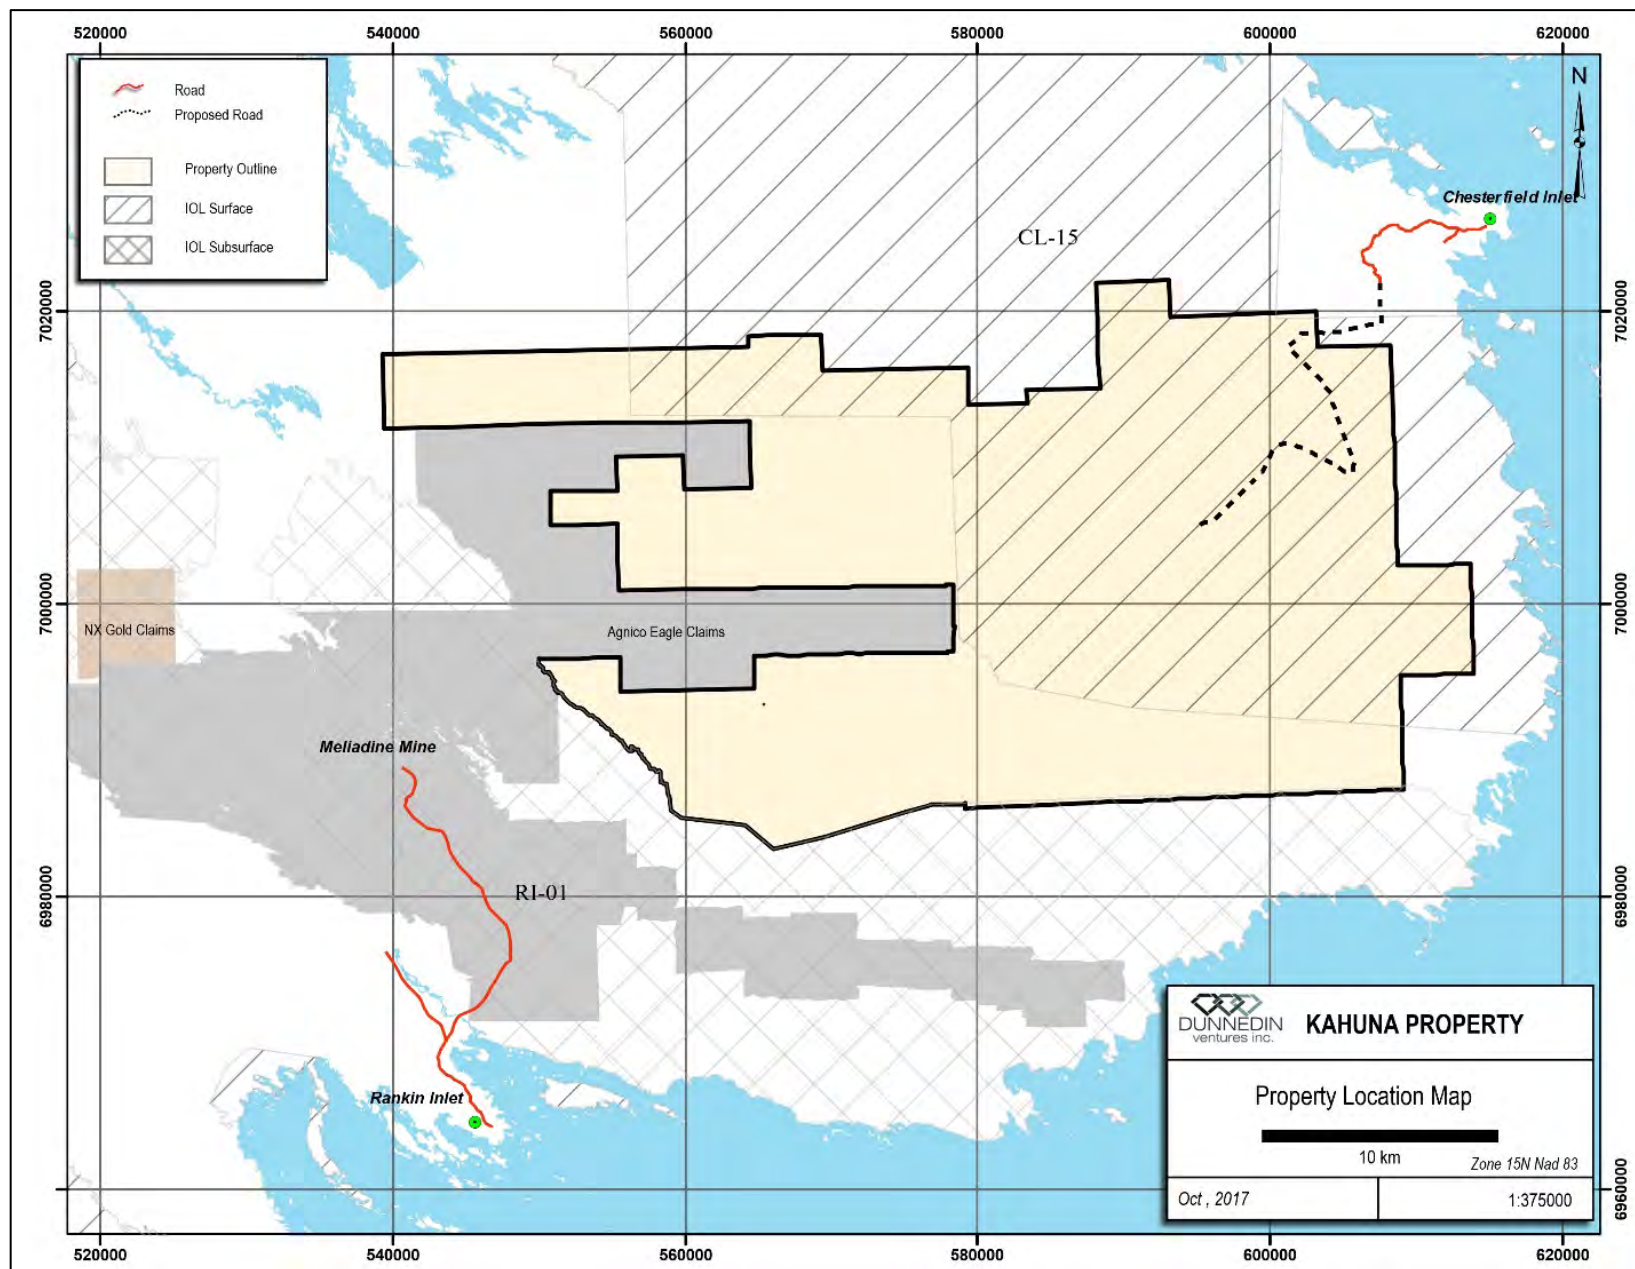 520000
540000
560000
580000
600000
620000
Road
Proposed Road
Property Outline
IOL Surface
IOL Subsurface
N
Chesterfield Inlet
CL-15
7020000
7020000
7000000
7000000
NX Gold Claims
Agnico Eagle Claims
Meliadine Mine
RI-01
6980000
6980000
Rankin Inlet
DUNNEDIN
ventures inc.
KAHUNA PROPERTY
Property Location Map
10 km
Zone 15N Nad 83
Oct , 2017
1:375000
6960000
6960000
520000
540000
560000
580000
600000
620000